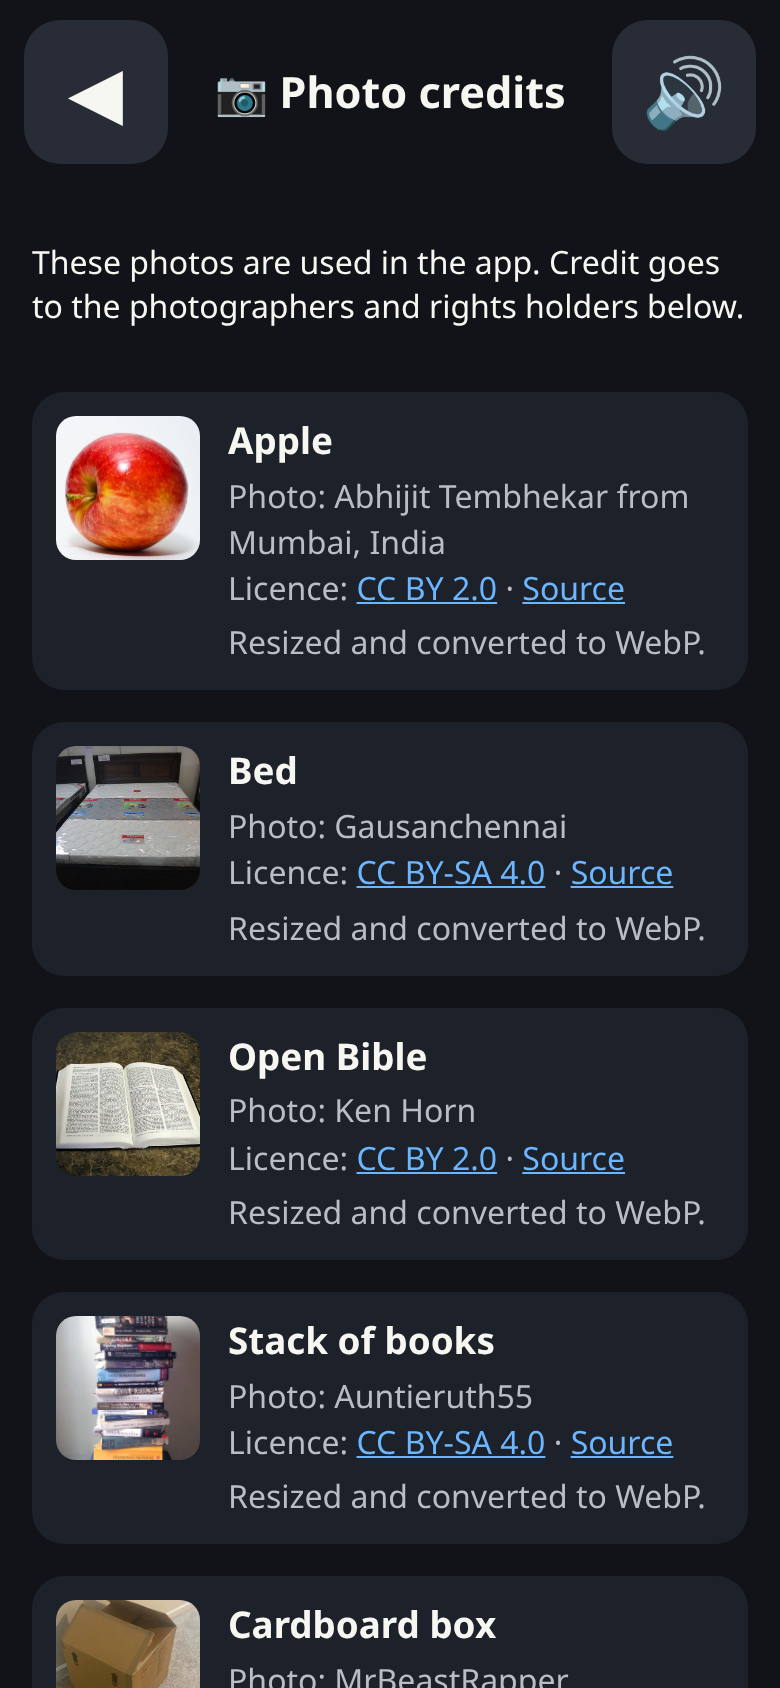 Photo credits
These photos are used in the app. Credit goes
to the photographers and rights holders below.
Apple
Photo: Abhijit Tembhekar from
Mumbai, India
Licence: CC BY 2.0 · Source
Resized and converted to WebP.
Bed
Photo: Gausanchennai
Licence: CC BY-SA 4.0 · Source
Resized and converted to WebP.
Open Bible
Photo: Ken Horn
Licence: CC BY 2.0 · Source
Resized and converted to WebP.
Stack of books
Photo: Auntieruth55
Licence: CC BY-SA 4.0 · Source
Resized and converted to WebP.
Cardboard box
Photo: MrBeastRapper